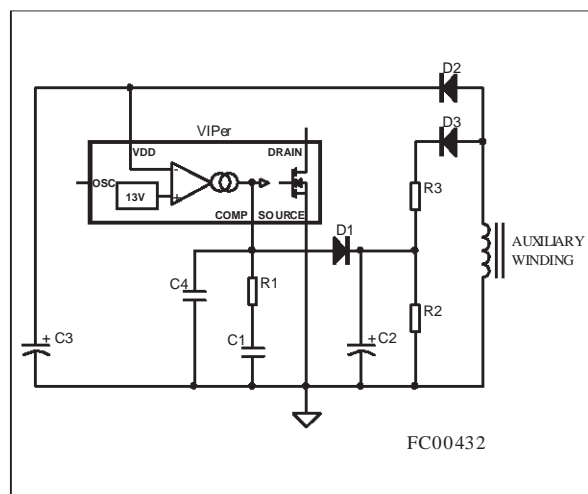 D2
D3
VIPer
VDD
DRAIN
OSC
-
13V
+
COMP SOURCE
R3
D1
AUXILIARY
WINDING
C4
R1
R2
+ C3
C1
+
C2
FC00432